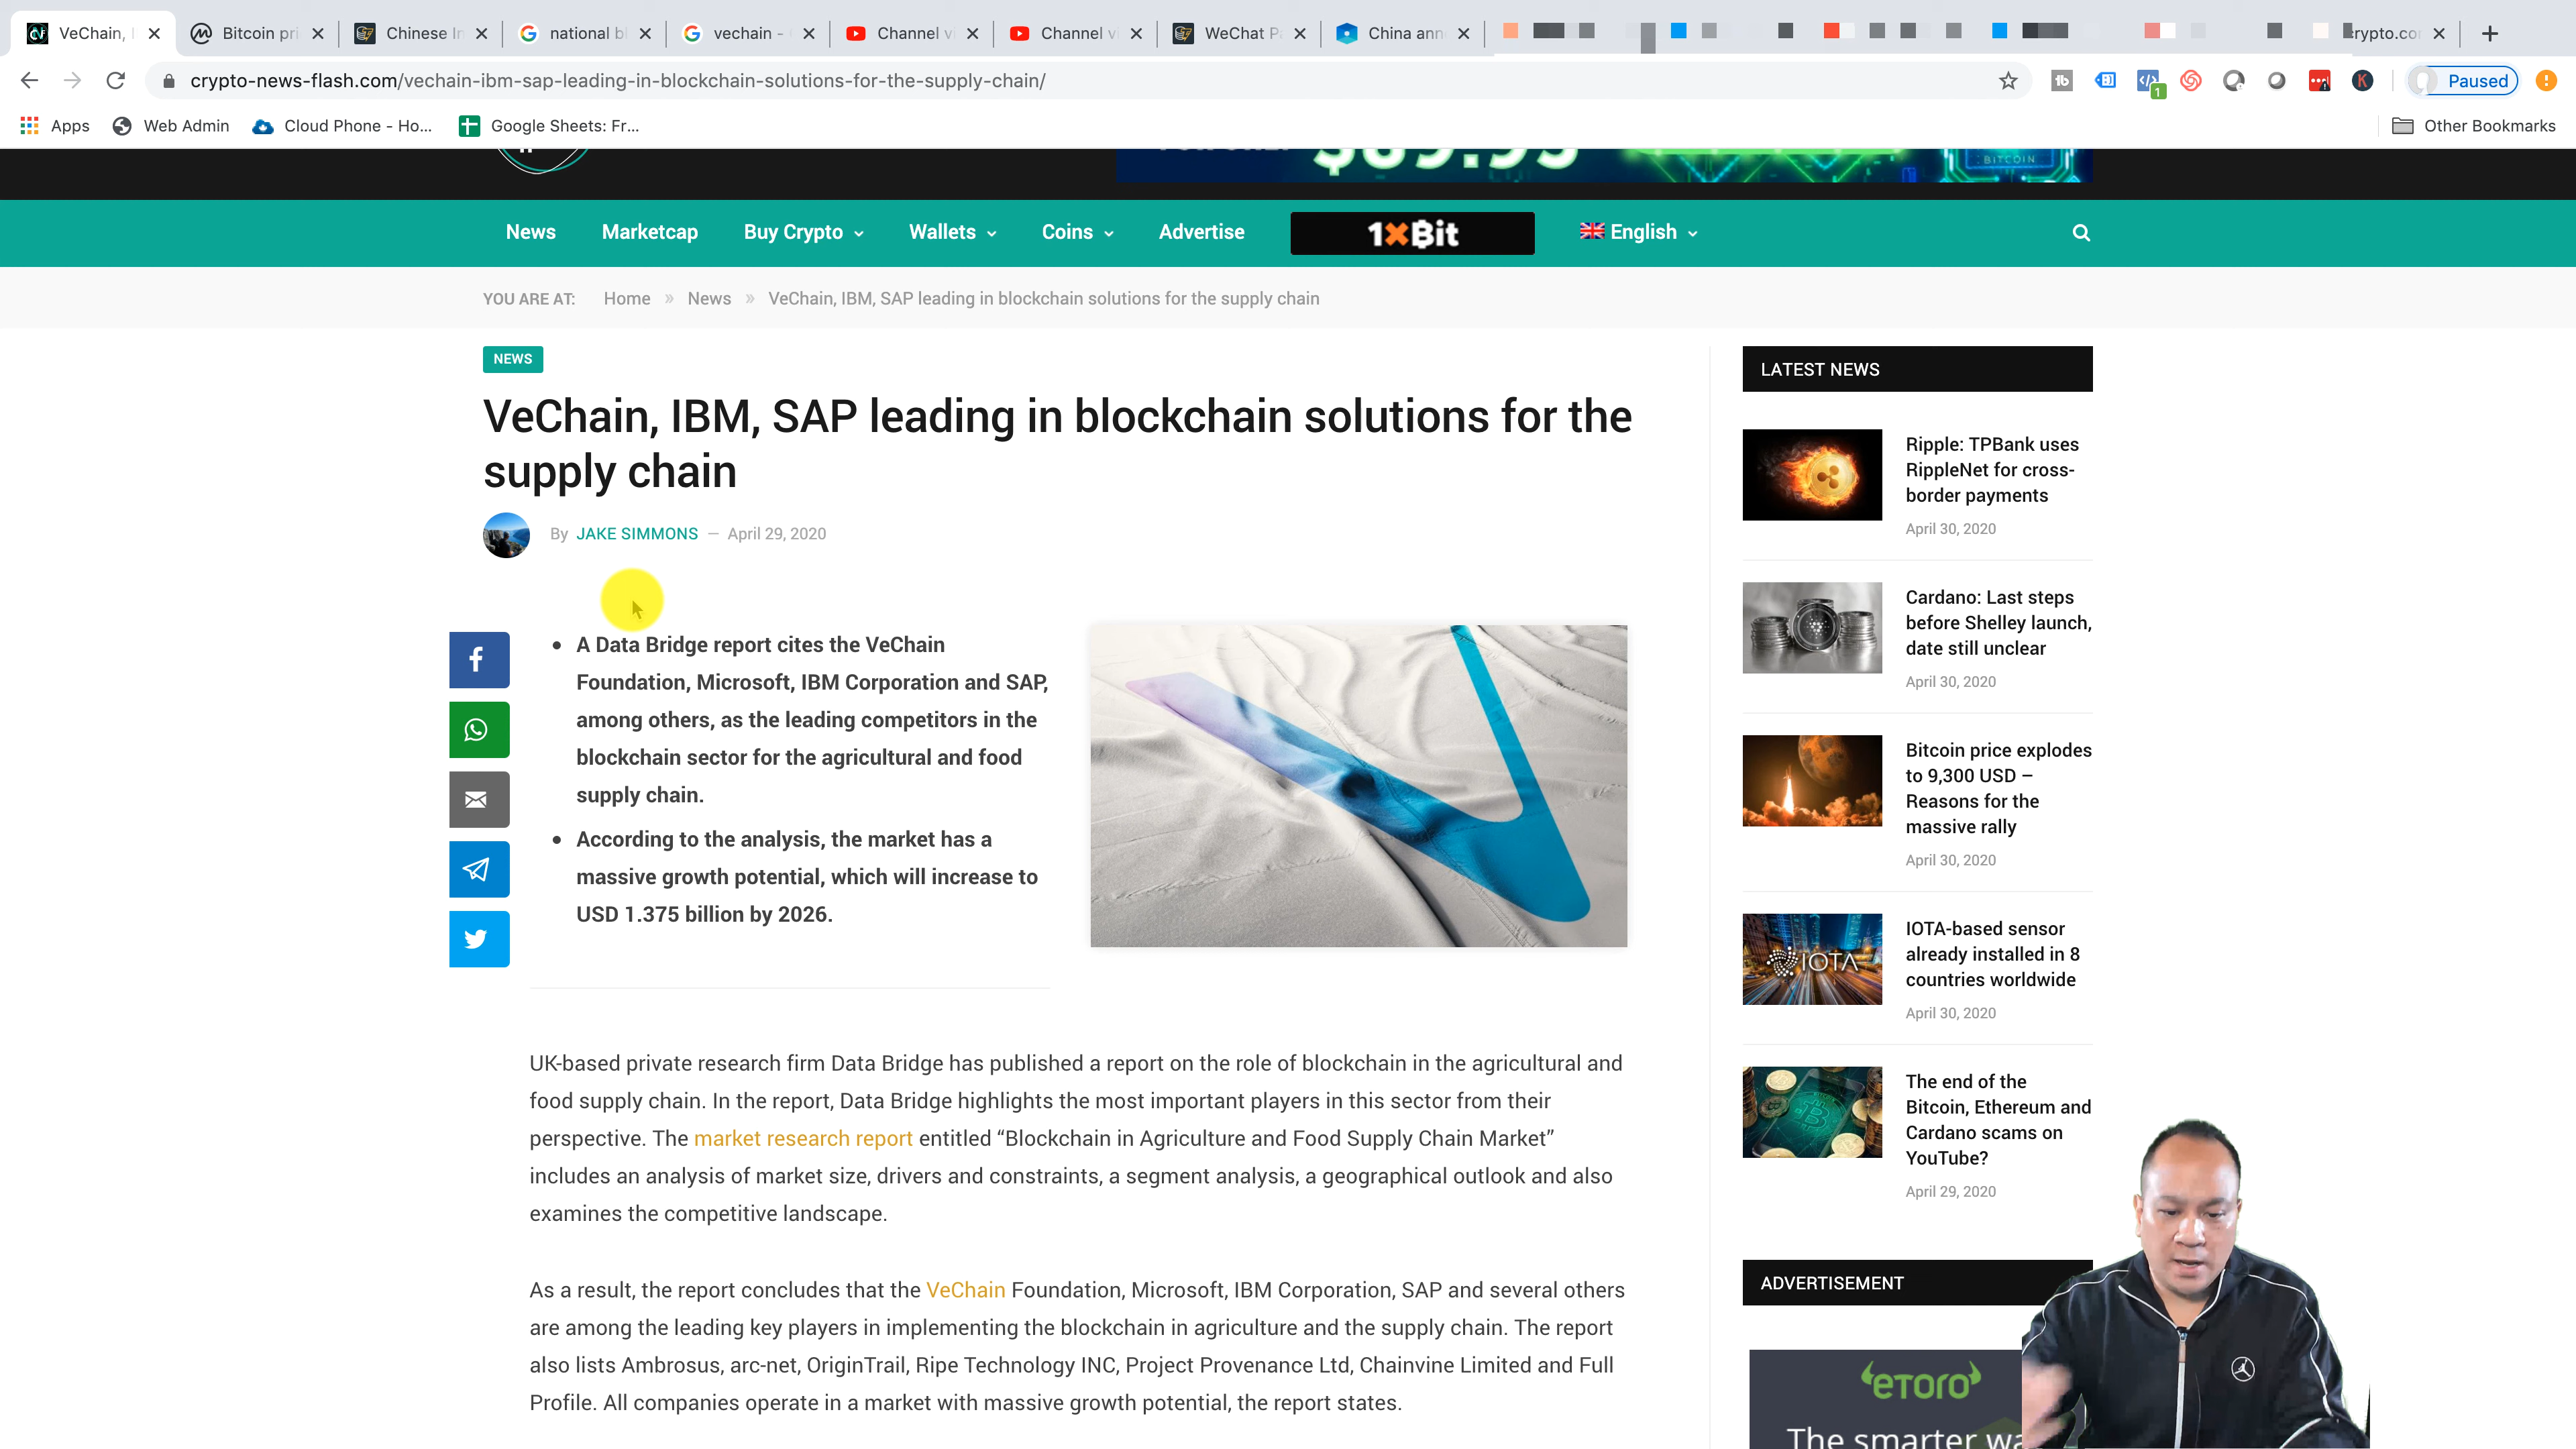 VeChain,
Bitcoin pri
Chinese In
national bl
vechain -
Channel v
Channel v
WeChat Pa
China ann
crypto.co
crypto-news-flash.com/vechain-ibm-sap-leading-in-blockchain-solutions-for-the-supply-chain/
1
Paused
Apps
Web Admin
Cloud Phone - Ho...
Google Sheets: Fr...
Other Bookmarks
$89.95
BITCOIN
News
Marketcap
Buy Crypto
Wallets
Coins
Advertise
1xBit
English
YOU ARE AT: Home » News » VeChain, IBM, SAP leading in blockchain solutions for the supply chain
NEWS
VeChain, IBM, SAP leading in blockchain solutions for the
supply chain
By JAKE SIMMONS — April 29, 2020
• A Data Bridge report cites the VeChain
Foundation, Microsoft, IBM Corporation and SAP,
among others, as the leading competitors in the
blockchain sector for the agricultural and food
supply chain.
• According to the analysis, the market has a
massive growth potential, which will increase to
USD 1.375 billion by 2026.
UK-based private research firm Data Bridge has published a report on the role of blockchain in the agricultural and
food supply chain. In the report, Data Bridge highlights the most important players in this sector from their
perspective. The market research report entitled “Blockchain in Agriculture and Food Supply Chain Market”
includes an analysis of market size, drivers and constraints, a segment analysis, a geographical outlook and also
examines the competitive landscape.
As a result, the report concludes that the VeChain Foundation, Microsoft, IBM Corporation, SAP and several others
are among the leading key players in implementing the blockchain in agriculture and the supply chain. The report
also lists Ambrosus, arc-net, OriginTrail, Ripe Technology INC, Project Provenance Ltd, Chainvine Limited and Full
Profile. All companies operate in a market with massive growth potential, the report states.
LATEST NEWS
Ripple: TPBank uses
RippleNet for cross-
border payments
April 30, 2020
Cardano: Last steps
before Shelley launch,
date still unclear
April 30, 2020
Bitcoin price explodes
to 9,300 USD –
Reasons for the
massive rally
April 30, 2020
IOTA
IOTA-based sensor
already installed in 8
countries worldwide
April 30, 2020
The end of the
Bitcoin, Ethereum and
Cardano scams on
YouTube?
April 29, 2020
ADVERTISEMENT
eToro
The smarter wa